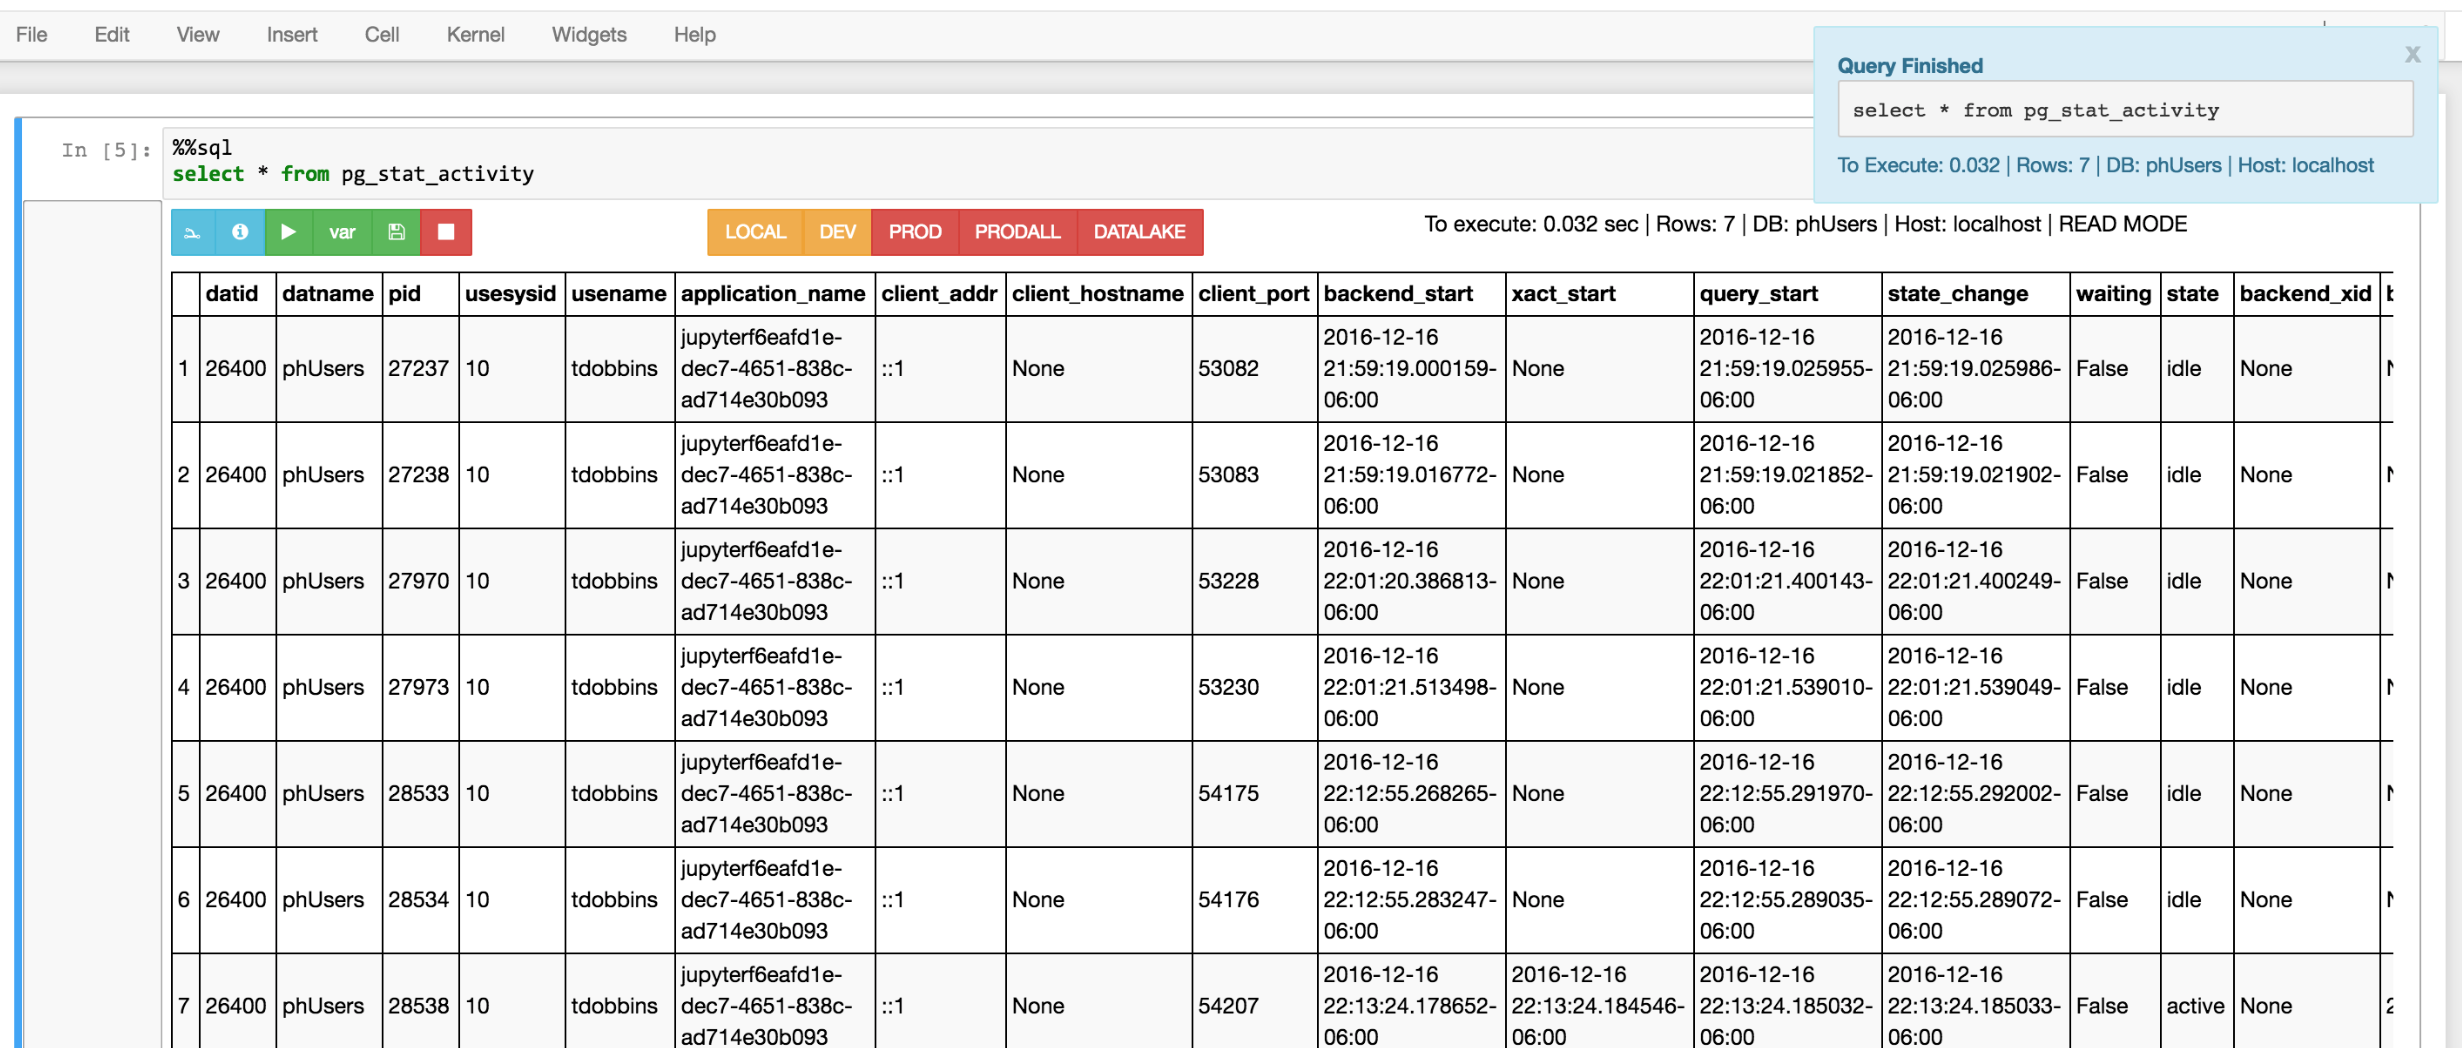 File Edit View Insert Cell Kernel Widgets Help
x
Query Finished
select * from pg_stat_activity
To Execute: 0.032 | Rows: 7 | DB: phUsers | Host: localhost
In [5]:
%%sql
select * from pg_stat_activity
var
LOCAL DEV PROD PRODALL DATALAKE
To execute: 0.032 sec | Rows: 7 | DB: phUsers | Host: localhost | READ MODE
datid datname pid usesysid usename application_name client_addr client_hostname client_port backend_start xact_start query_start state_change waiting state backend_xid
jupyterf6eafd1e- 2016-12-16 2016-12-16 2016-12-16
1 26400 phUsers 27237 10 tdobbins dec7-4651-838c- ::1 None 53082 21:59:19.000159- None 21:59:19.025955- 21:59:19.025986- False idle None
ad714e30b093 06:00 06:00 06:00
jupyterf6eafd1e- 2016-12-16 2016-12-16 2016-12-16
2 26400 phUsers 27238 10 tdobbins dec7-4651-838c- ::1 None 53083 21:59:19.016772- None 21:59:19.021852- 21:59:19.021902- False idle None
ad714e30b093 06:00 06:00 06:00
jupyterf6eafd1e- 2016-12-16 2016-12-16 2016-12-16
3 26400 phUsers 27970 10 tdobbins dec7-4651-838c- ::1 None 53228 22:01:20.386813- None 22:01:21.400143- 22:01:21.400249- False idle None
ad714e30b093 06:00 06:00 06:00
jupyterf6eafd1e- 2016-12-16 2016-12-16 2016-12-16
4 26400 phUsers 27973 10 tdobbins dec7-4651-838c- ::1 None 53230 22:01:21.513498- None 22:01:21.539010- 22:01:21.539049- False idle None
ad714e30b093 06:00 06:00 06:00
jupyterf6eafd1e- 2016-12-16 2016-12-16 2016-12-16
5 26400 phUsers 28533 10 tdobbins dec7-4651-838c- ::1 None 54175 22:12:55.268265- None 22:12:55.291970- 22:12:55.292002- False idle None
ad714e30b093 06:00 06:00 06:00
jupyterf6eafd1e- 2016-12-16 2016-12-16 2016-12-16
6 26400 phUsers 28534 10 tdobbins dec7-4651-838c- ::1 None 54176 22:12:55.283247- None 22:12:55.289035- 22:12:55.289072- False idle None
ad714e30b093 06:00 06:00 06:00
jupyterf6eafd1e- 2016-12-16 2016-12-16 2016-12-16 2016-12-16
7 26400 phUsers 28538 10 tdobbins dec7-4651-838c- ::1 None 54207 22:13:24.178652- 22:13:24.184546- 22:13:24.185032- 22:13:24.185033- False active None
ad714e30b093 06:00 06:00 06:00 06:00